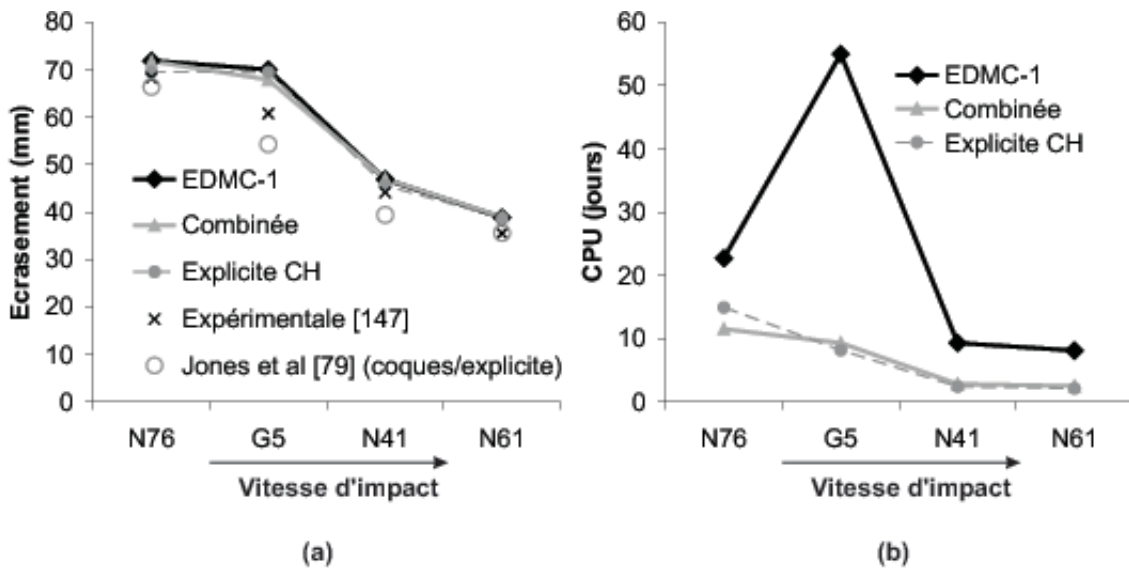 80
70
60
50
40
30
20
10
0
Ecrasement (mm)
EDMC-1
Combinée
Explicite CH
Expérimentale [147]
Jones et al [79] (coques/explicite)
N76 G5 N41 N61
Vitesse d'impact
(a)
60
50
40
30
20
10
0
CPU (jours)
EDMC-1
Combinée
Explicite CH
N76 G5 N41 N61
Vitesse d'impact
(b)